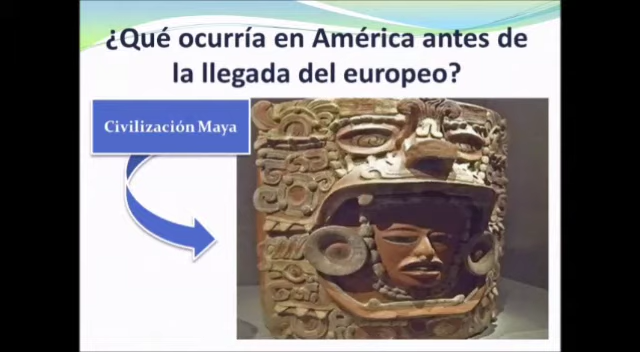 ¿Qué ocurría en América antes de
la llegada del europeo?
Civilización Maya